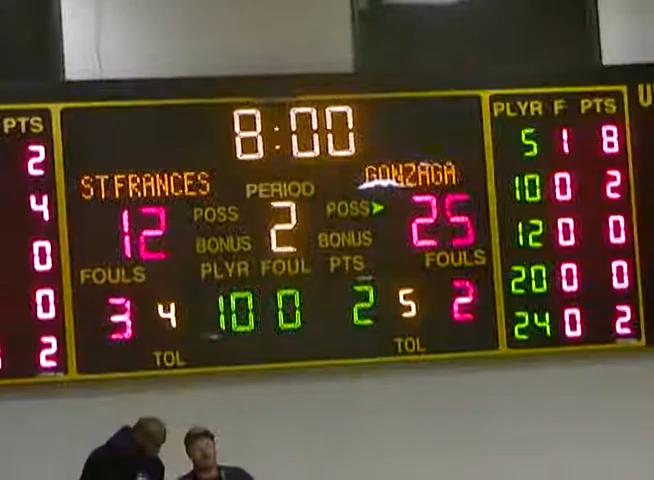 8:00
PTS
PLYR F PTS
2
5 1 8
ST FRANCES
PERIOD
GONZAGA
4
12
POSS
2
POSS
25
10 0 2
0
BONUS
BONUS
12 0 0
FOULS
PLYR FOUL PTS
FOULS
0
3
4
10
0
2
5
2
20 0 0
2
TOL
TOL
24 0 2